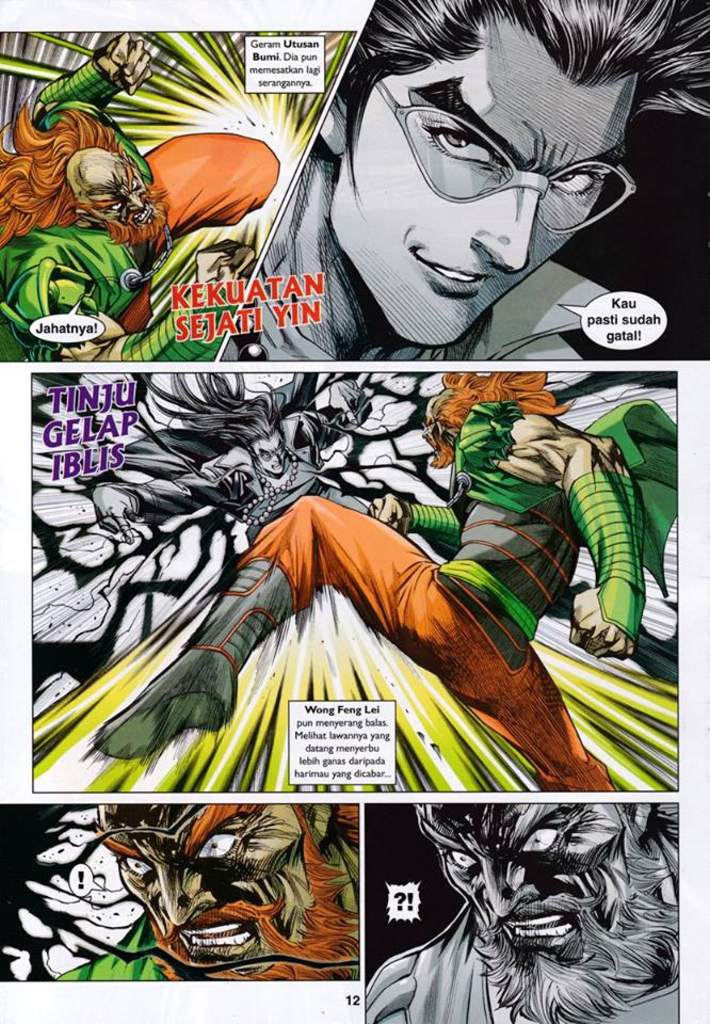 Geram Utusan
Bumi. Dia pun
memesatkan lagi
serangannya.
Jahatnya!
KEKUATAN
SEJATI YIN
Kau
pasti sudah
gatal!
TINJU
GELAP
IBLIS
Wong Feng Lei
pun menyerang balas.
Melihat lawannya yang
datang menyerbu
lebih ganas daripada
harimau yang dicabar...
!
?!
12